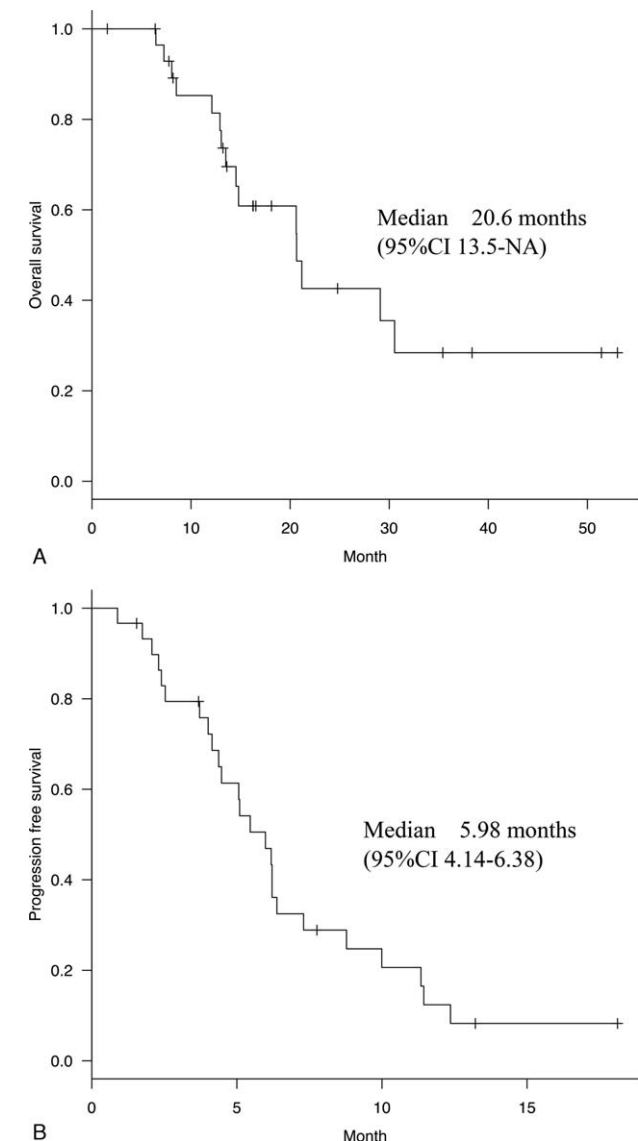 1.0
0.8
0.6
0.4
0.2
0.0
Overall survival
Median 20.6 months
(95%CI 13.5-NA)
0 10 20 30 40 50
Month
A
1.0
0.8
0.6
0.4
0.2
0.0
Progression free survival
Median 5.98 months
(95%CI 4.14-6.38)
0 5 10 15
Month
B